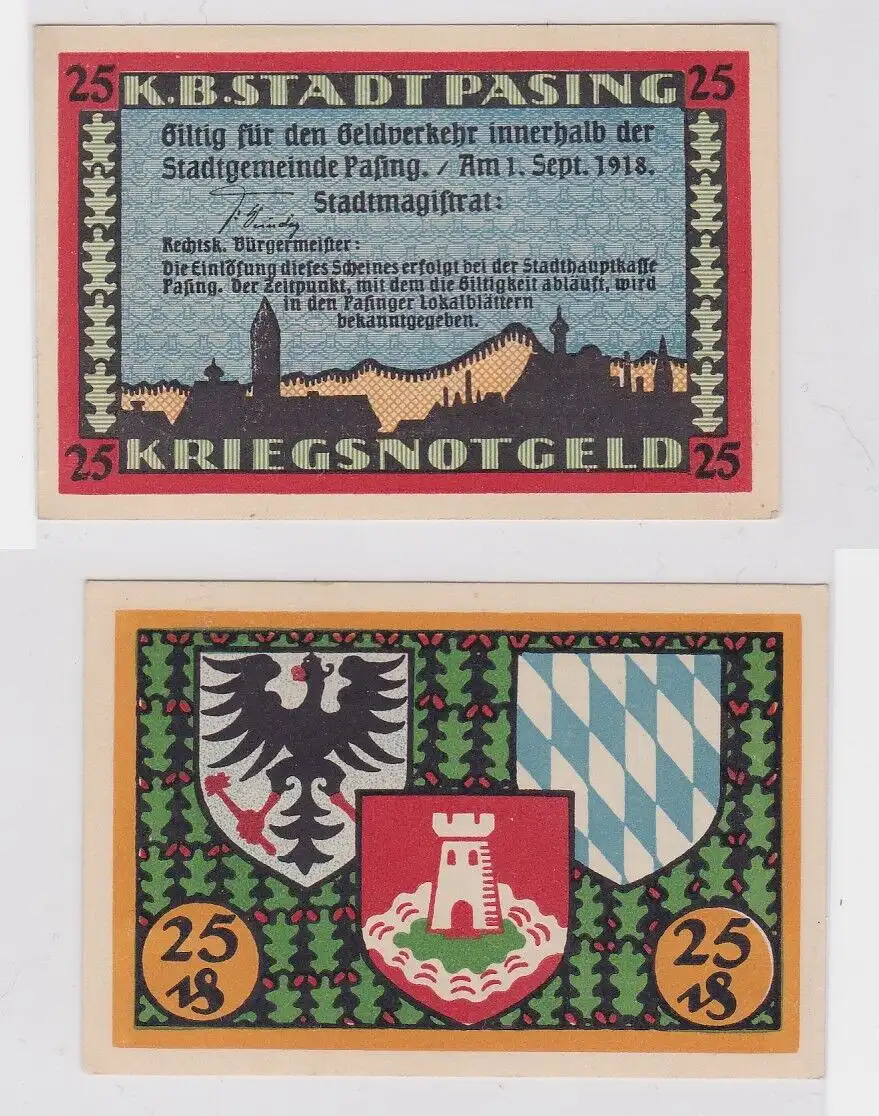 25 K.B.STADT PASING 25
Giltig für den Geldverkehr innerhalb der
Stadtgemeinde Pasing. / Am 1. Sept. 1918.
Stadtmagistrat:
Rechtsk. Bürgermeister:
Die Einlösung dieses Scheines erfolgt bei der Stadthauptkasse
Pasing. Der Zeitpunkt, mit dem die Giltigkeit abläuft, wird
in den Pasinger Lokalblättern
bekanntgegeben.
25 KRIEGSNOTGELD 25
25 25